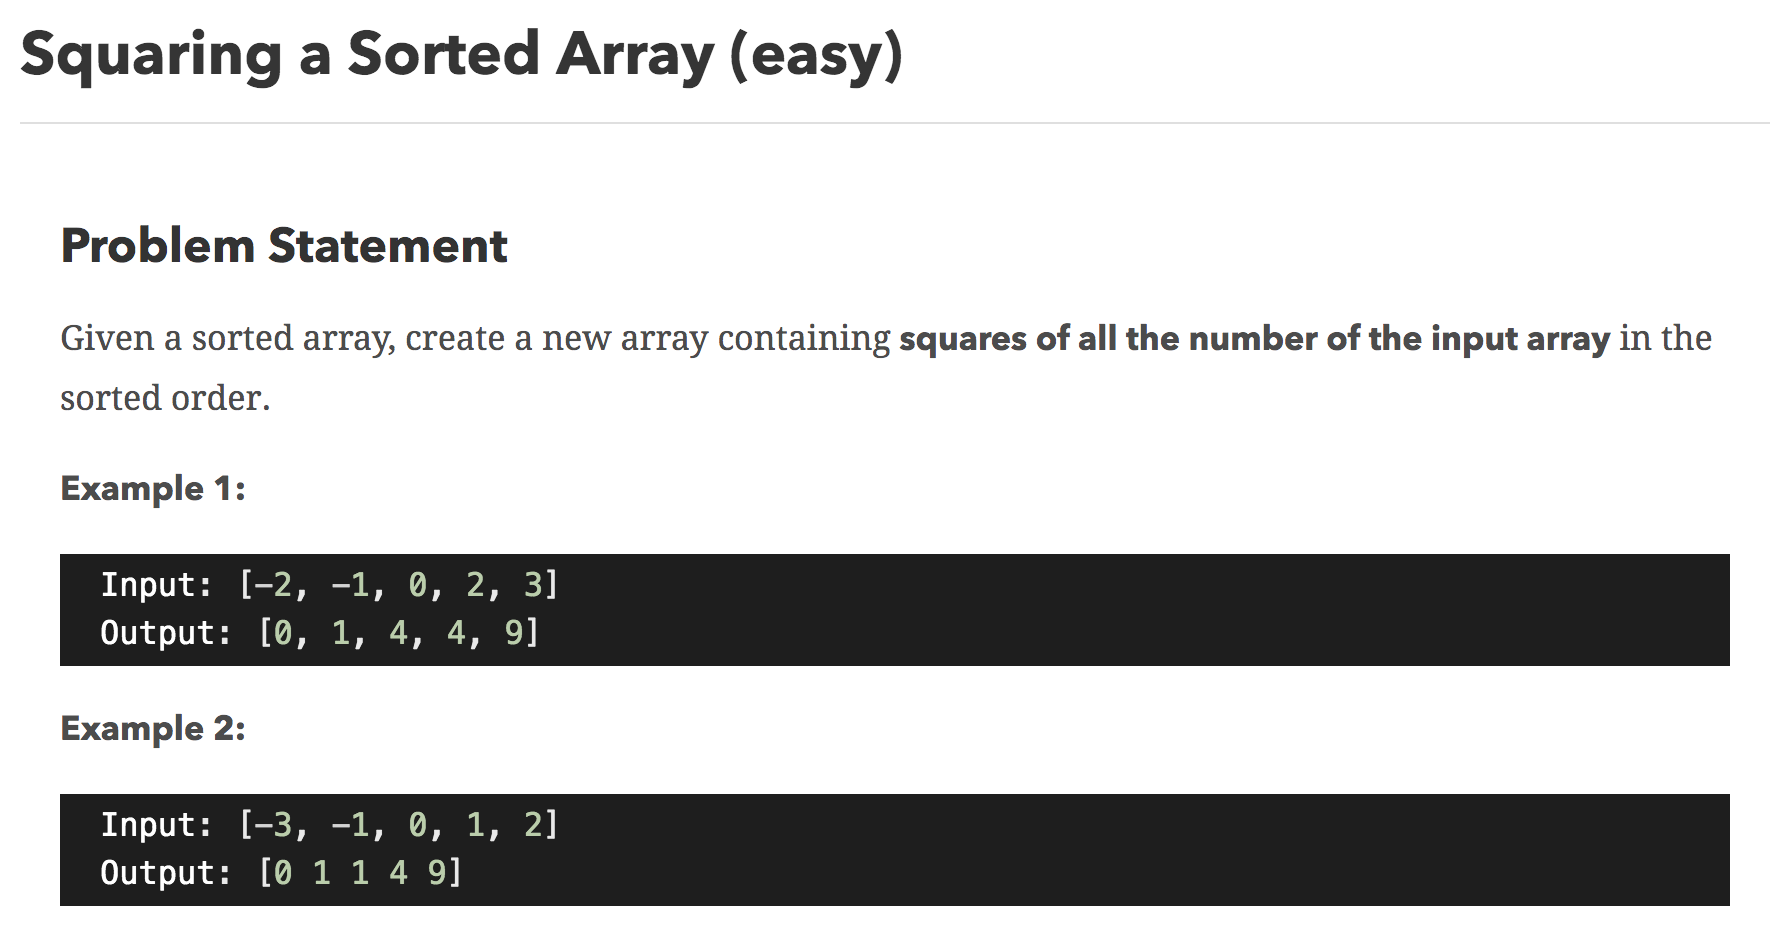 Squaring a Sorted Array (easy)
Problem Statement
Given a sorted array, create a new array containing squares of all the number of the input array in the
sorted order.
Example 1:
Input: [-2, -1, 0, 2, 3]
Output: [0, 1, 4, 4, 9]
Example 2:
Input: [-3, -1, 0, 1, 2]
Output: [0 1 1 4 9]